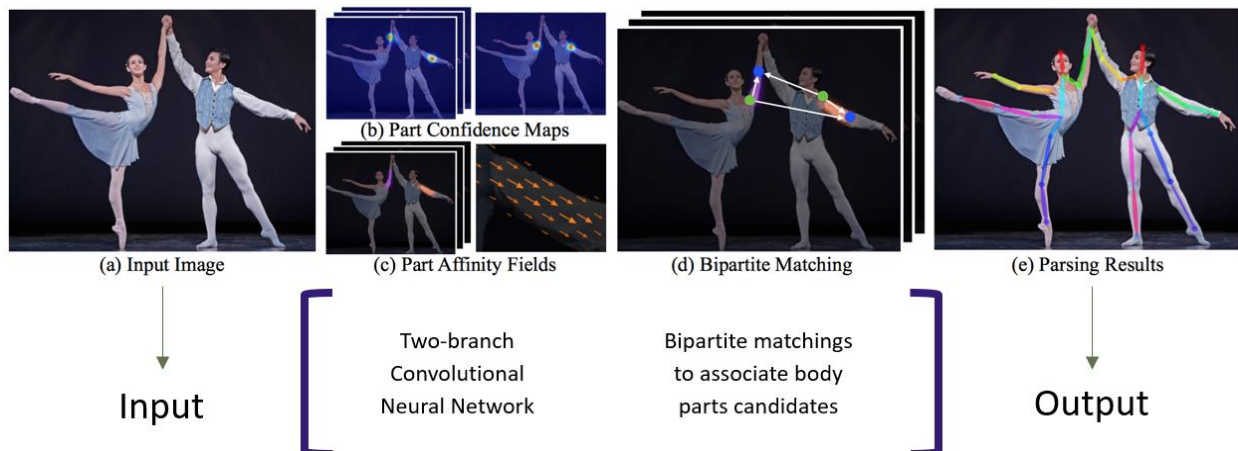 (b) Part Confidence Maps
(a) Input Image
(c) Part Affinity Fields
(d) Bipartite Matching
(e) Parsing Results
Input
Two-branch
Convolutional
Neural Network
Bipartite matchings
to associate body
parts candidates
Output